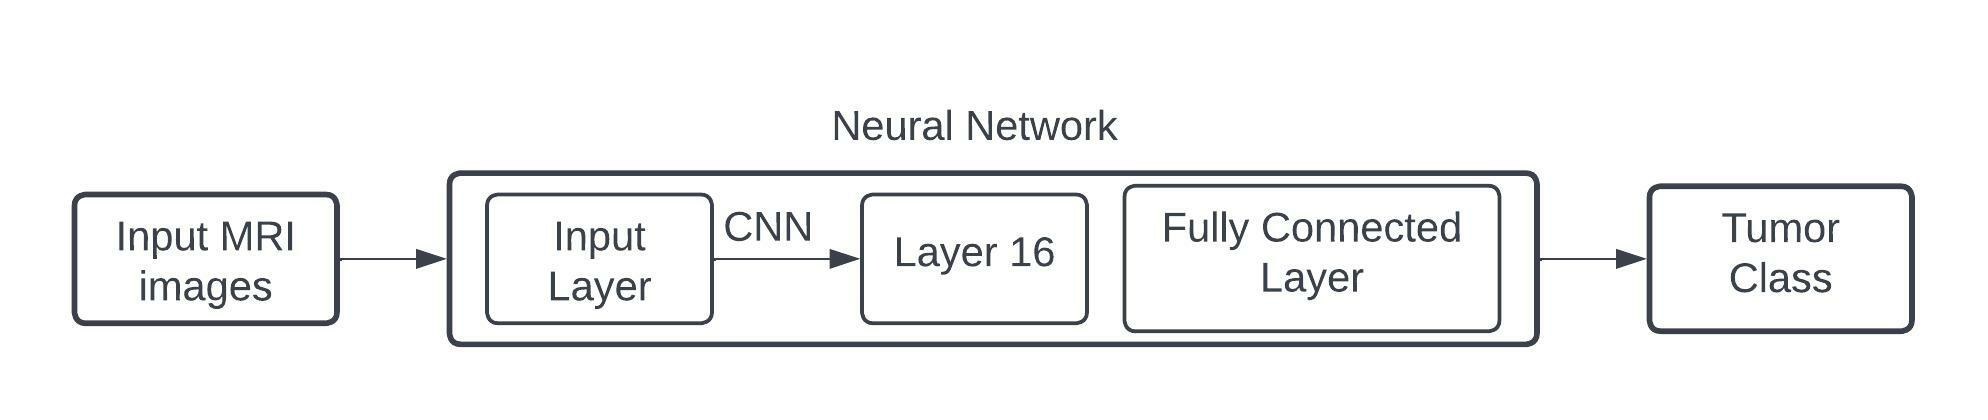 Neural Network
Input MRI
images
Input
Layer
CNN
Layer 16
Fully Connected
Layer
Tumor
Class